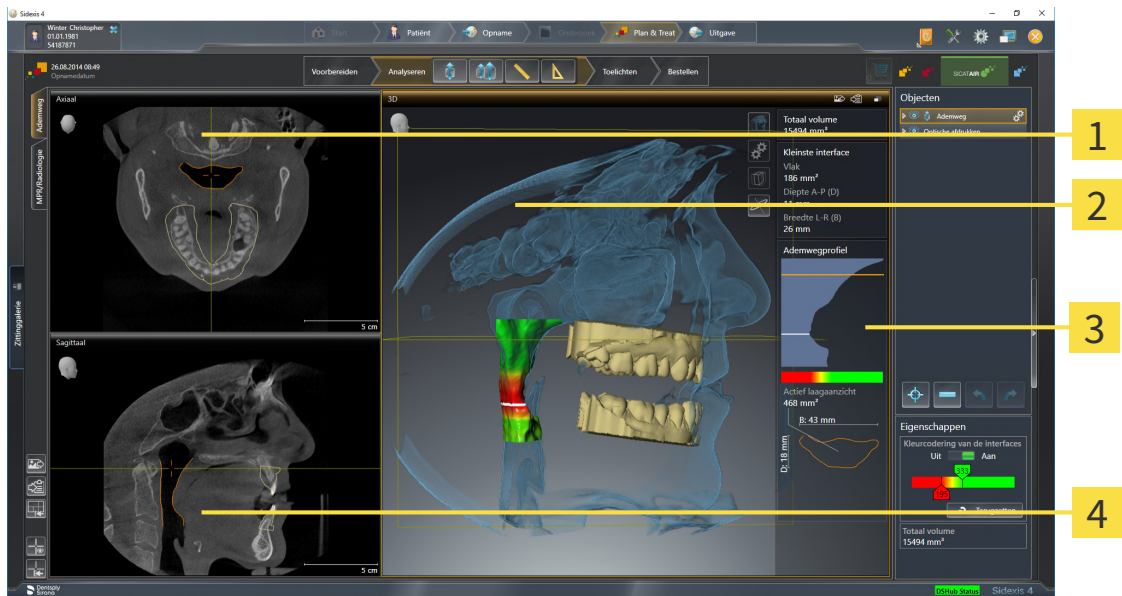 Sidexis 4
Winter Christopher
01.01.1981
54187871
Start
Patiënt
Opname
Onderzoek
Plan & Treat
Uitgave
26.08.2014 08:49
Opnamedatum
Voorbereiden
Analyseren
Toelichten
Bestellen
SICAT AIR
Ademweg
MPR/Radiologie
Zittinggalerie
Axiaal
5 cm
Sagittaal
5 cm
3D
Totaal volume
15494 mm³
Kleinste interface
Vlak
186 mm²
Diepte A-P (D)
11 mm
Breedte L-R (B)
26 mm
Ademwegprofiel
Actief laagaanzicht
468 mm²
B: 43 mm
D: 18 mm
Objecten
Ademweg
Optische afdrukken
Eigenschappen
Kleurcodering van de interfaces
Uit
Aan
333
195
Terugzetten
Totaal volume
15494 mm³
1
2
3
4
Dentsply
Sirona
DSHub Status
Sidexis 4